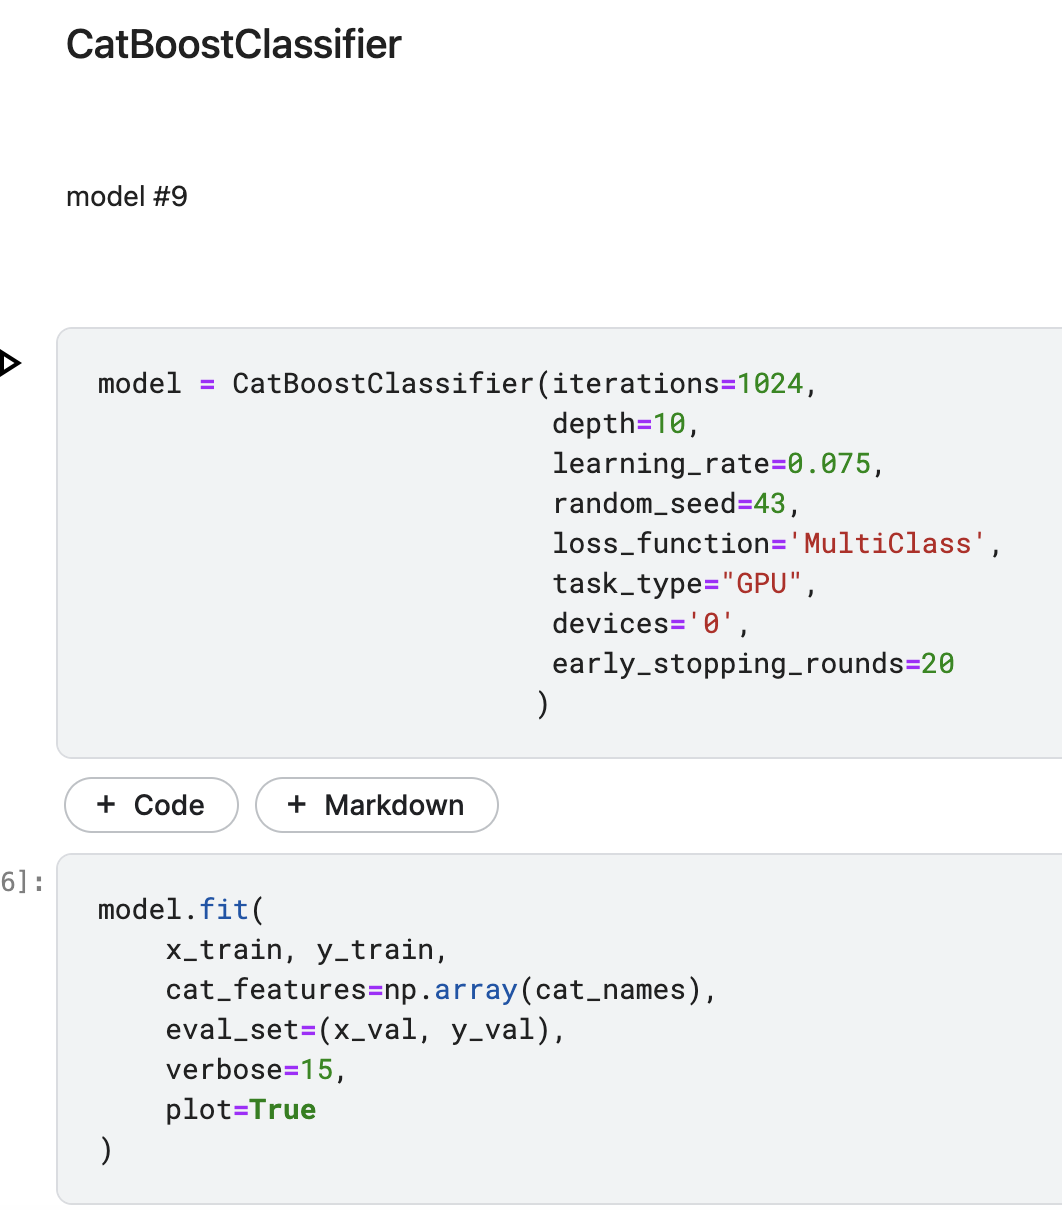 CatBoostClassifier
model #9
model = CatBoostClassifier(iterations=1024,
                           depth=10,
                           learning_rate=0.075,
                           random_seed=43,
                           loss_function='MultiClass',
                           task_type="GPU",
                           devices='0',
                           early_stopping_rounds=20
                          )
+ Code
+ Markdown
6]:
model.fit(
    x_train, y_train,
    cat_features=np.array(cat_names),
    eval_set=(x_val, y_val),
    verbose=15,
    plot=True
)